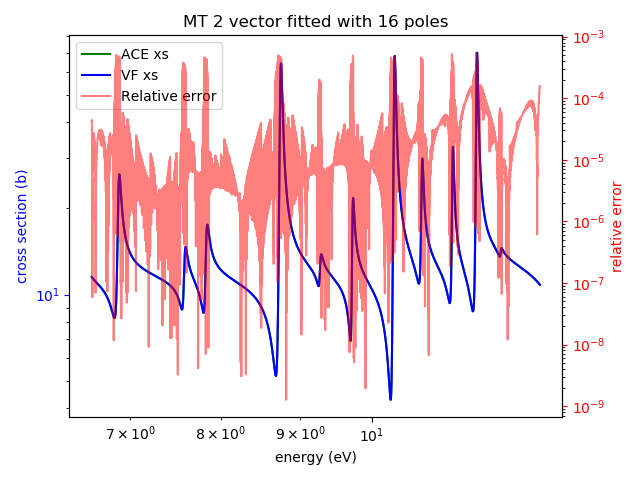 MT 2 vector fitted with 16 poles
ACE xs
VF xs
Relative error
cross section (b)
10¹
relative error
10⁻³
10⁻⁴
10⁻⁵
10⁻⁶
10⁻⁷
10⁻⁸
10⁻⁹
7 × 10⁰
8 × 10⁰
9 × 10⁰
10¹
energy (eV)